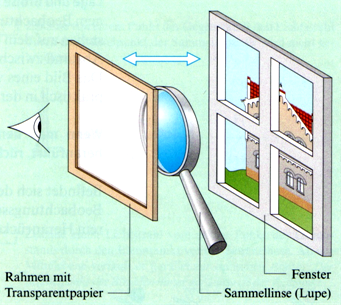 Rahmen mit
Transparentpapier
Fenster
Sammellinse (Lupe)